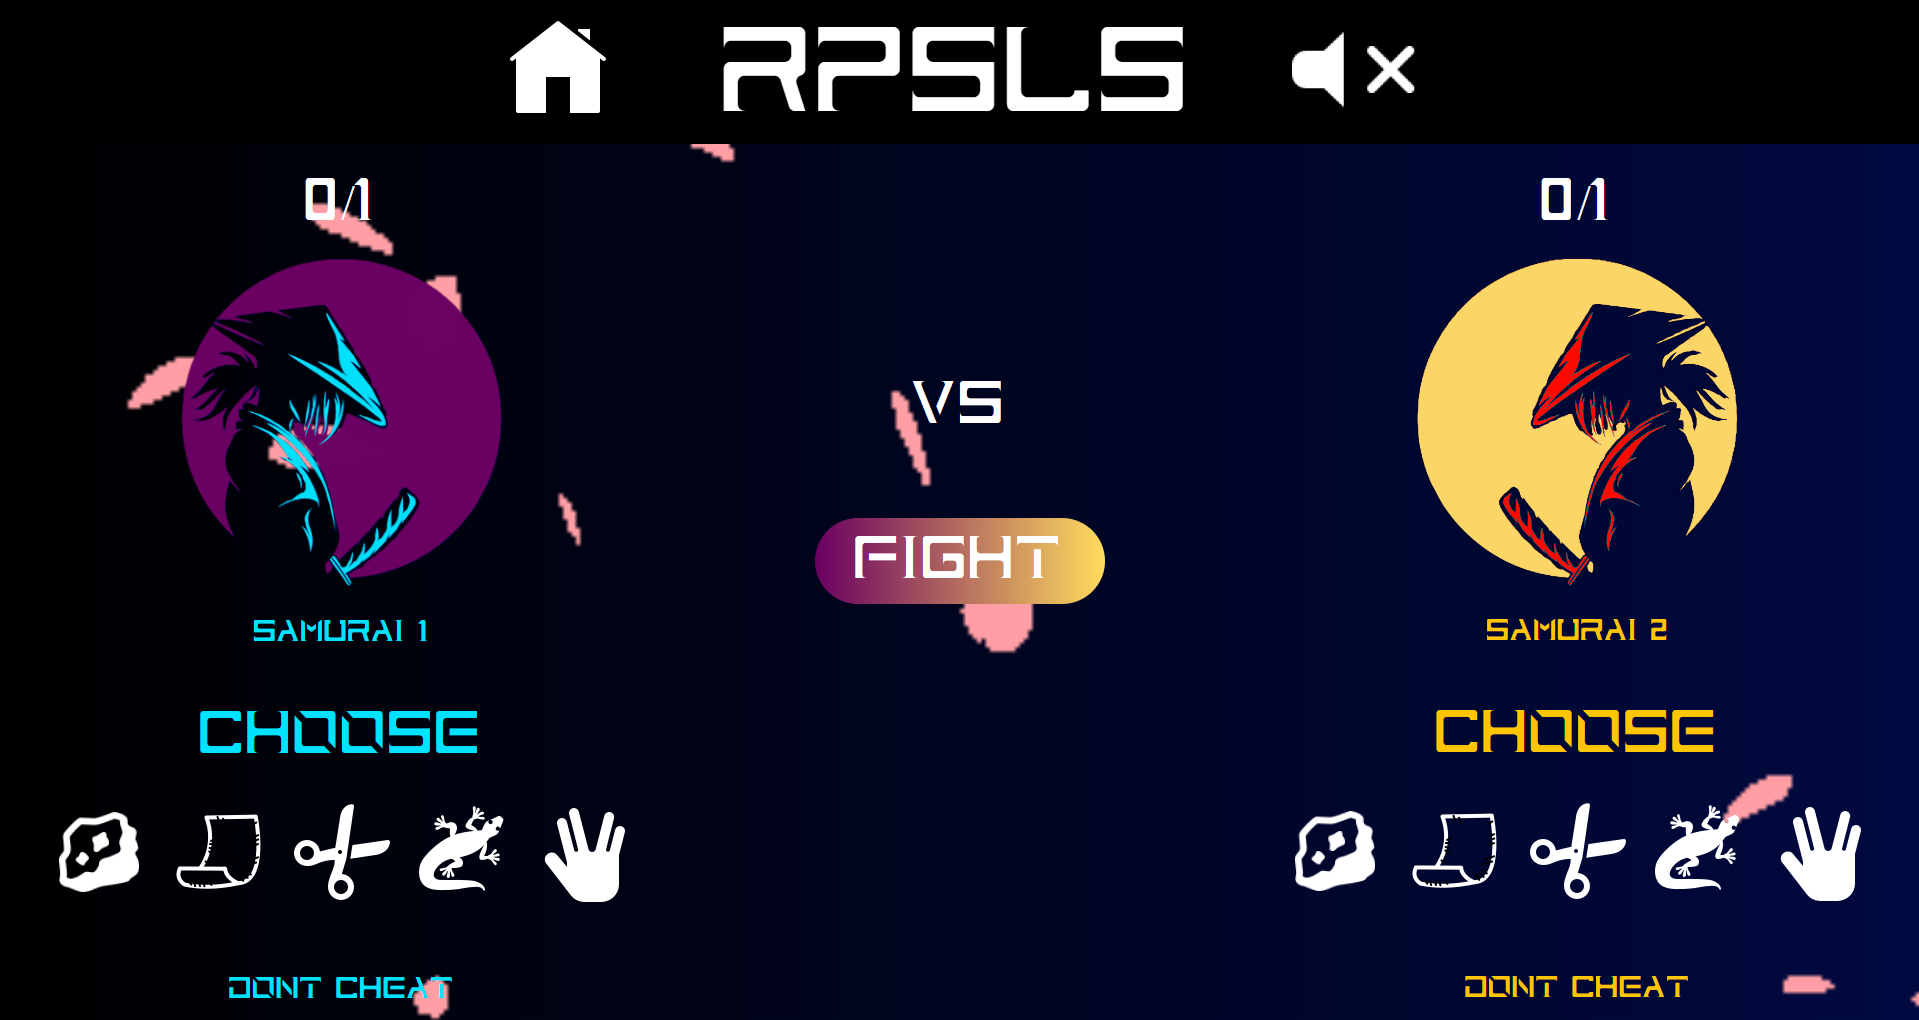 RPSLS
0/1
0/1
VS
FIGHT
SAMURAI 1
SAMURAI 2
CHOOSE
CHOOSE
DONT CHEAT
DONT CHEAT